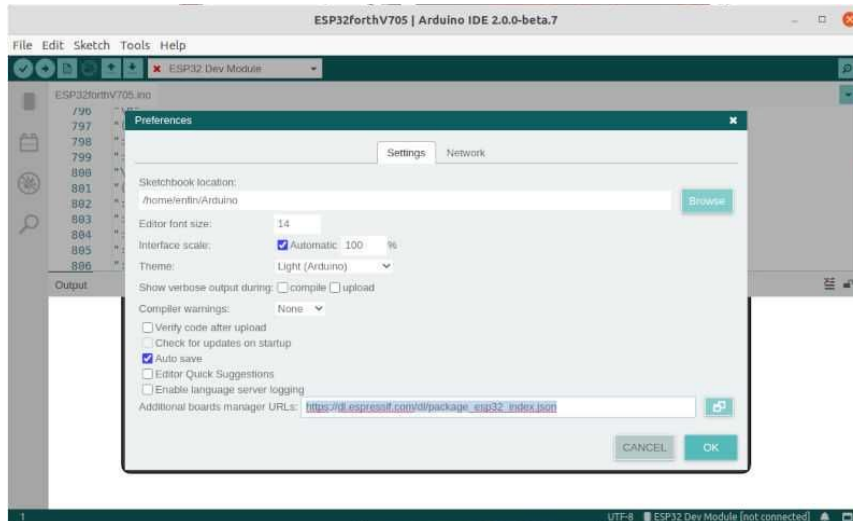 ESP32forthV705 | Arduino IDE 2.0.0-beta.7
File Edit Sketch Tools Help
ESP32 Dev Module
ESP32forthV705.ino
796
797
798
799
800
801
802
803
804
805
806
Preferences
Settings Network
Sketchbook location:
/home/enfin/Arduino
Browse
Editor font size: 14
Interface scale: Automatic 100 %
Theme: Light (Arduino)
Show verbose output during: compile upload
Compiler warnings: None
Verify code after upload
Check for updates on startup
Auto save
Editor Quick Suggestions
Enable language server logging
Additional boards manager URLs: https://dl.espressif.com/dl/package_esp32_index.json
CANCEL OK
Output
1 UTF-8 ESP32 Dev Module [not connected]